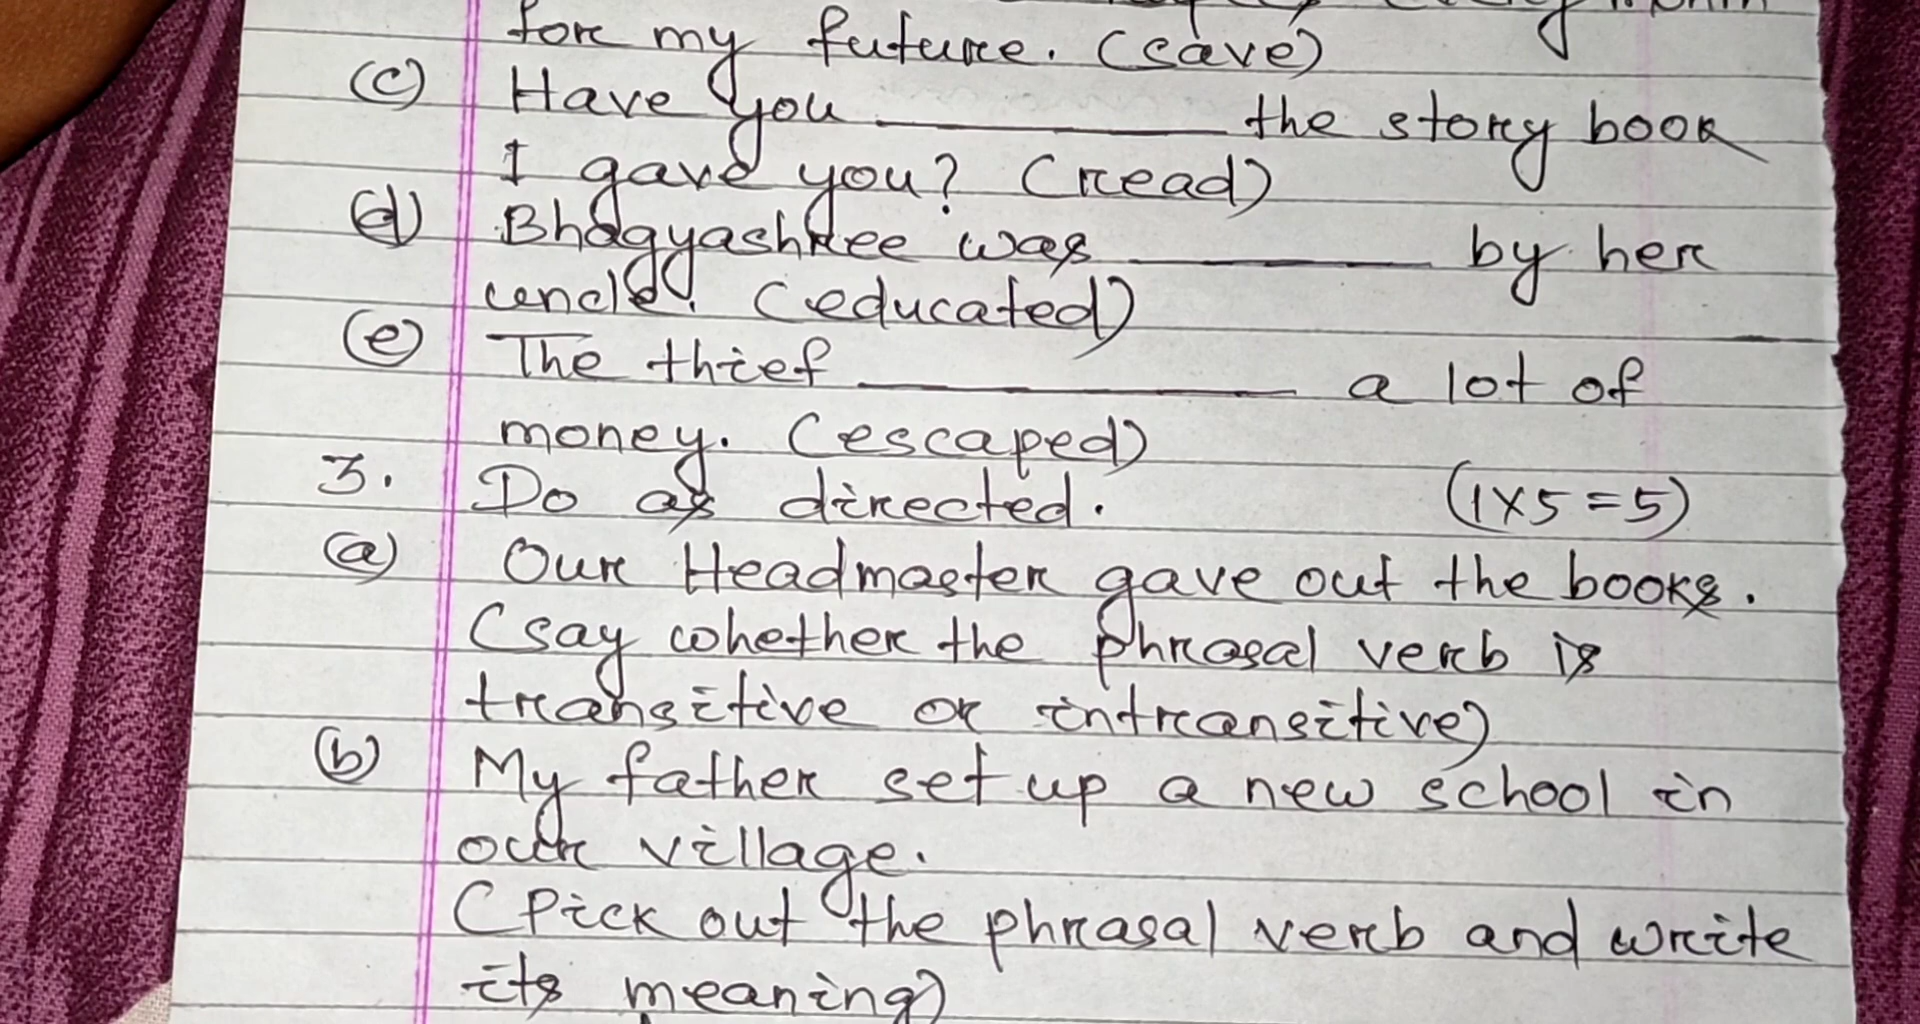 for my future. (save)
(c) Have you ______ the story book
I gave you? (read)
(d) Bhagyashree was ______ by her
uncle. (educated)
(e) The thief ______ a lot of
money. (escaped)
3. Do as directed. (1x5=5)
(a) Our Headmaster gave out the books.
(say whether the phrasal verb is
transitive or intransitive)
(b) My father set up a new school in
our village.
(Pick out the phrasal verb and write
its meaning)